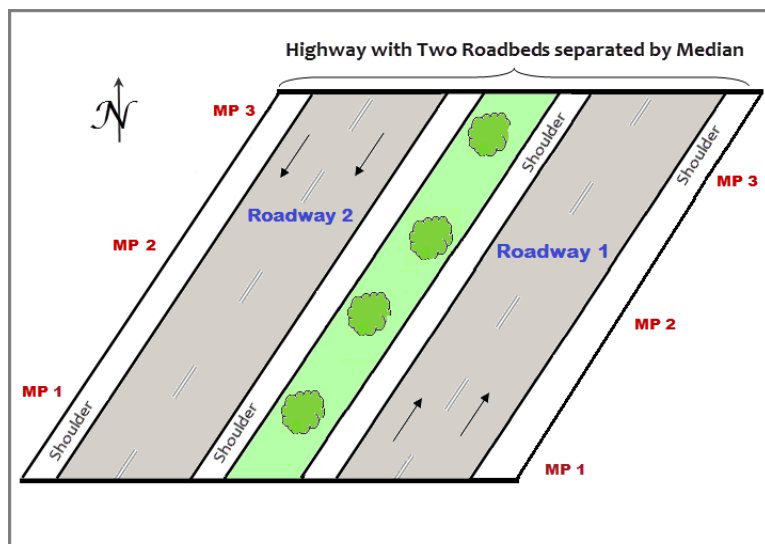 Highway with Two Roadbeds separated by Median
N
MP 3
Shoulder
Shoulder
MP 3
Roadway 2
MP 2
Roadway 1
MP 2
MP 1
Shoulder
Shoulder
MP 1